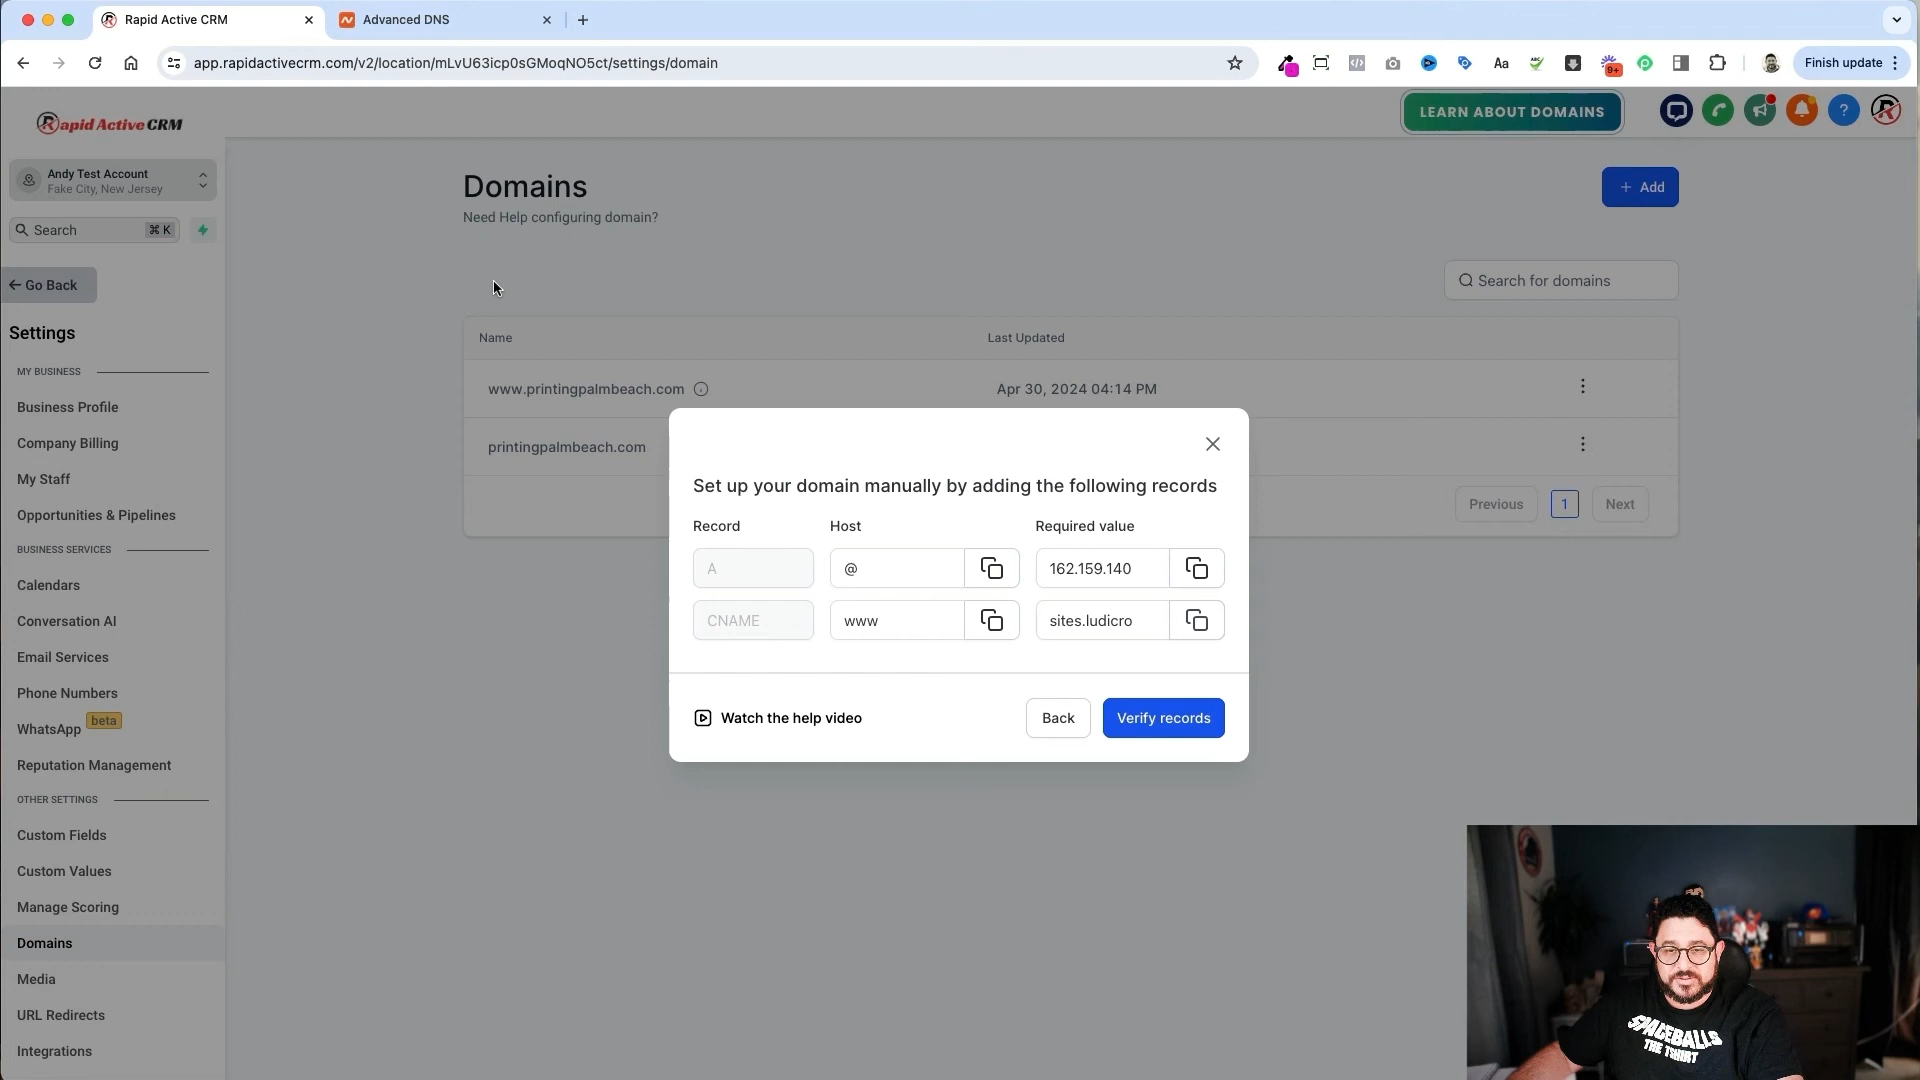 Rapid Active CRM
Advanced DNS
app.rapidactivecrm.com/v2/location/mLvU63icp0sGMoqNO5ct/settings/domain
Aa
9+
Finish update
Rapid Active CRM
LEARN ABOUT DOMAINS
?
Andy Test Account
Fake City, New Jersey
Search
⌘ K
Go Back
Settings
MY BUSINESS
Business Profile
Company Billing
My Staff
Opportunities & Pipelines
BUSINESS SERVICES
Calendars
Conversation AI
Email Services
Phone Numbers
WhatsApp beta
Reputation Management
OTHER SETTINGS
Custom Fields
Custom Values
Manage Scoring
Domains
Media
URL Redirects
Integrations
Domains
Need Help configuring domain?
+ Add
Search for domains
Name Last Updated
www.printingpalmbeach.com Apr 30, 2024 04:14 PM
printingpalmbeach.com
Previous 1 Next
Set up your domain manually by adding the following records
Record Host Required value
A @ 162.159.140
CNAME www sites.ludicro
Watch the help video
Back
Verify records
SPACEBALLS
THE T-SHIRT